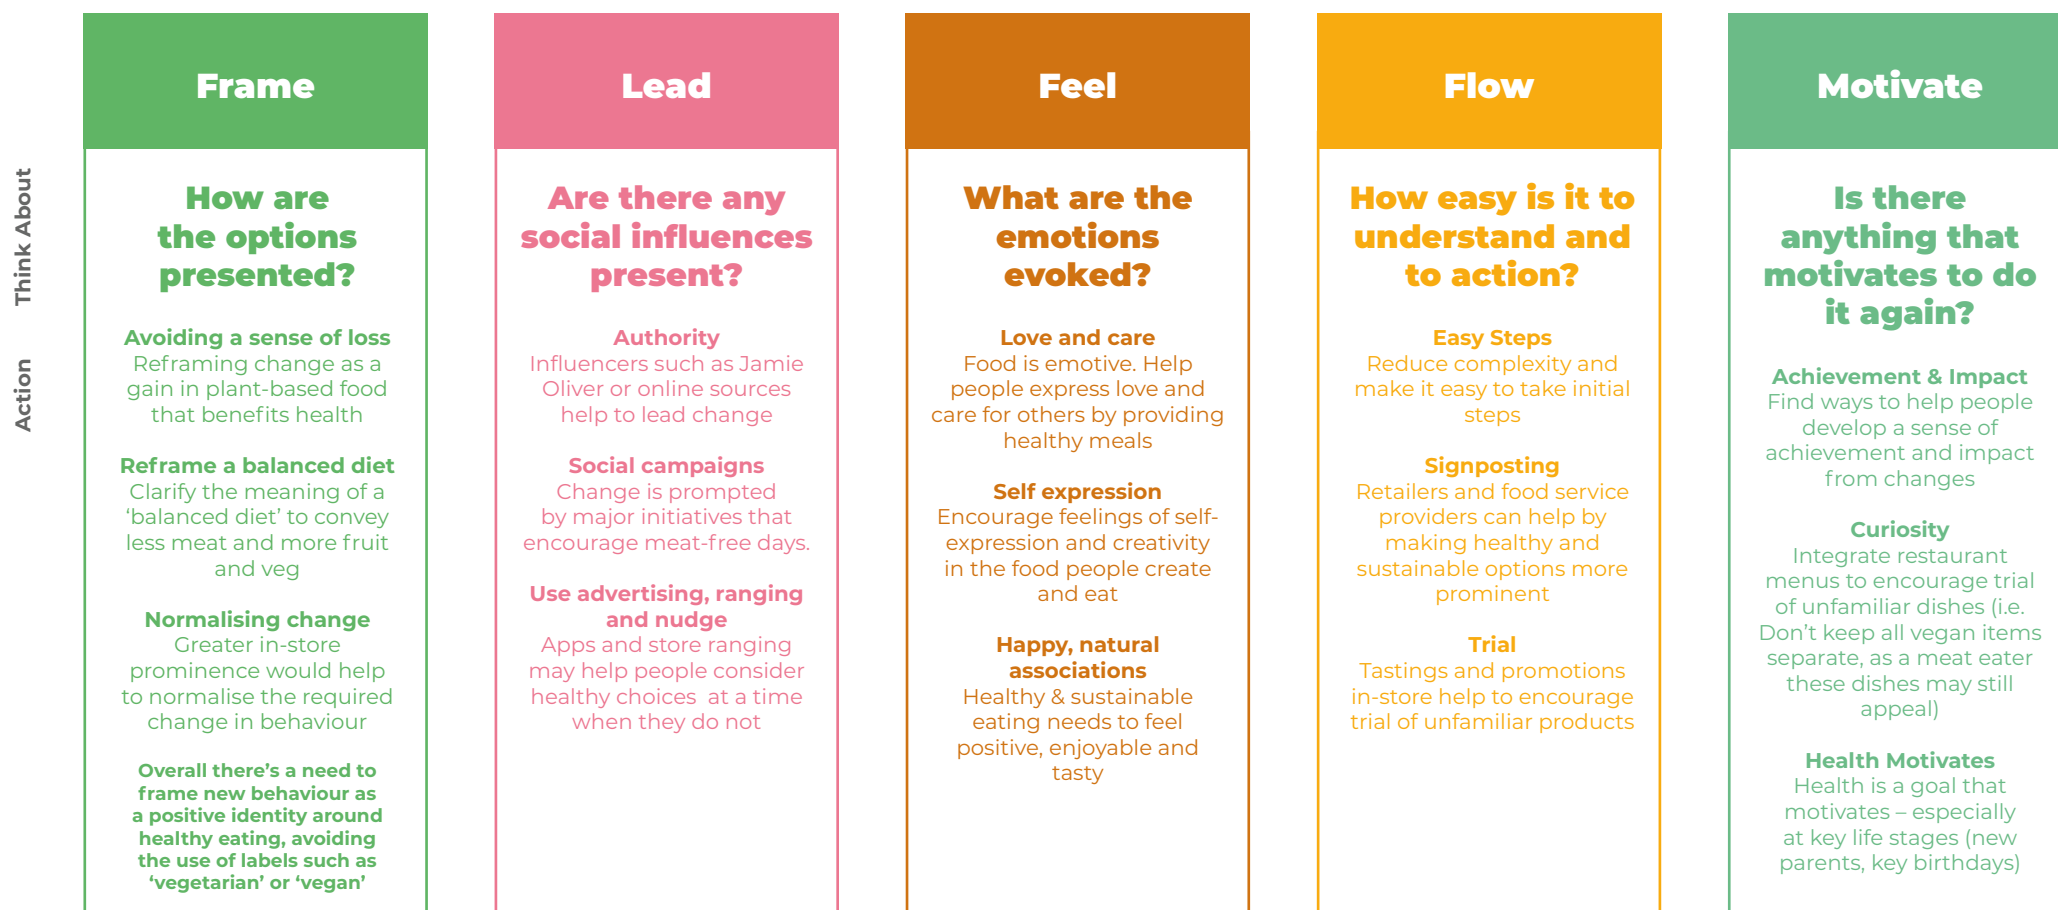 Think About
Action
Frame
How are
the options
presented?
Avoiding a sense of loss
Reframing change as a
gain in plant-based food
that benefits health
Reframe a balanced diet
Clarify the meaning of a
‘balanced diet’ to convey
less meat and more fruit
and veg
Normalising change
Greater in-store
prominence would help
to normalise the required
change in behaviour
Overall there’s a need to
frame new behaviour as
a positive identity around
healthy eating, avoiding
the use of labels such as
‘vegetarian’ or ‘vegan’
Lead
Are there any
social influences
present?
Authority
Influencers such as Jamie
Oliver or online sources
help to lead change
Social campaigns
Change is prompted
by major initiatives that
encourage meat-free days.
Use advertising, ranging
and nudge
Apps and store ranging
may help people consider
healthy choices at a time
when they do not
Feel
What are the
emotions
evoked?
Love and care
Food is emotive. Help
people express love and
care for others by providing
healthy meals
Self expression
Encourage feelings of self-
expression and creativity
in the food people create
and eat
Happy, natural
associations
Healthy & sustainable
eating needs to feel
positive, enjoyable and
tasty
Flow
How easy is it to
understand and
to action?
Easy Steps
Reduce complexity and
make it easy to take initial
steps
Signposting
Retailers and food service
providers can help by
making healthy and
sustainable options more
prominent
Trial
Tastings and promotions
in-store help to encourage
trial of unfamiliar products
Motivate
Is there
anything that
motivates to do
it again?
Achievement & Impact
Find ways to help people
develop a sense of
achievement and impact
from changes
Curiosity
Integrate restaurant
menus to encourage trial
of unfamiliar dishes (i.e.
Don’t keep all vegan items
separate, as a meat eater
these dishes may still
appeal)
Health Motivates
Health is a goal that
motivates – especially
at key life stages (new
parents, key birthdays)